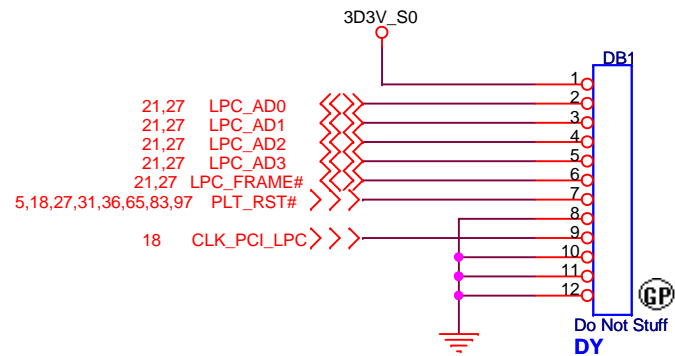 3D3V_S0
DB1
1
21,27 LPC_AD0 2
21,27 LPC_AD1 3
21,27 LPC_AD2 4
21,27 LPC_AD3 5
21,27 LPC_FRAME# 6
5,18,27,31,36,65,83,97 PLT_RST# 7
8
18 CLK_PCI_LPC 9
10
11
12
GP
Do Not Stuff
DY